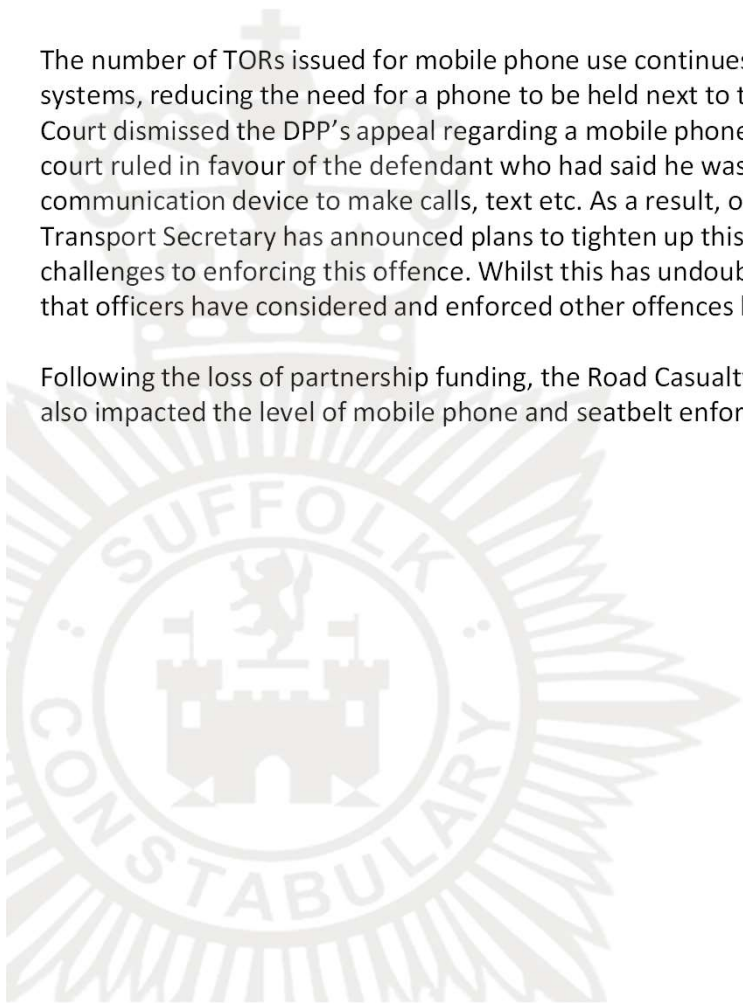 The number of TORs issued for mobile phone use continues
systems, reducing the need for a phone to be held next to t
Court dismissed the DPP's appeal regarding a mobile phone
court ruled in favour of the defendant who had said he was
communication device to make calls, text etc. As a result, o
Transport Secretary has announced plans to tighten up this
challenges to enforcing this offence. Whilst this has undoub
that officers have considered and enforced other offences
Following the loss of partnership funding, the Road Casualt
also impacted the level of mobile phone and seatbelt enfor
SUFFOLK
CONSTABULARY